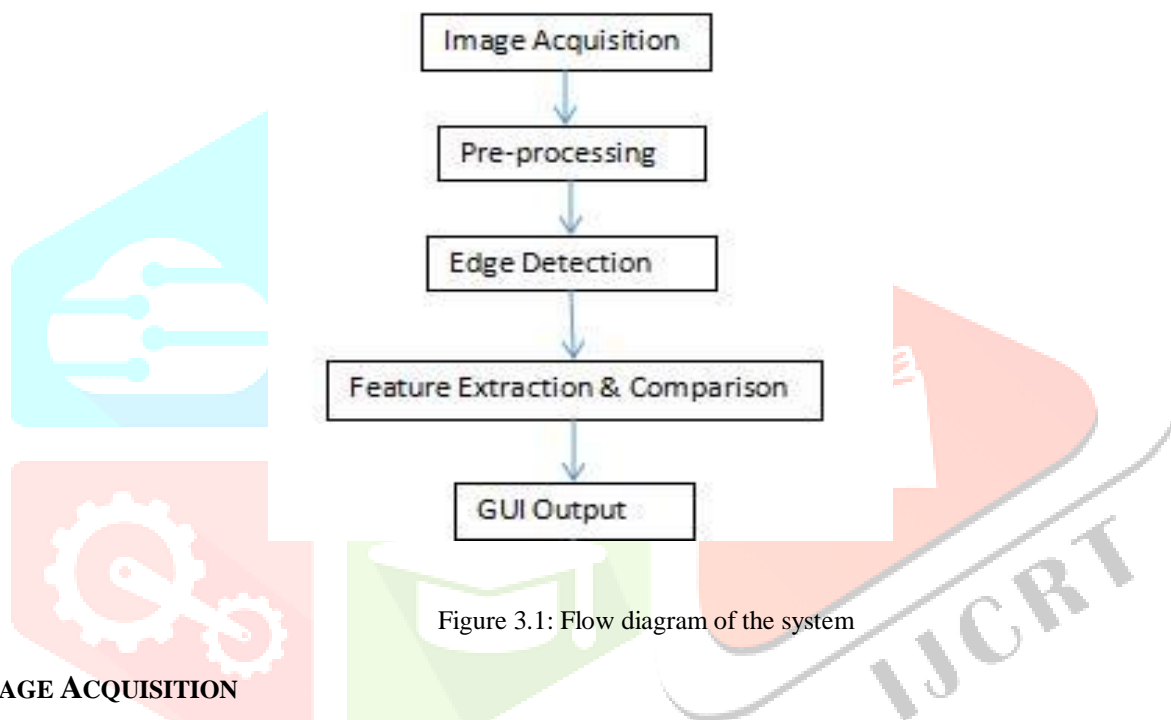 Image Acquisition
Pre-processing
Edge Detection
Feature Extraction & Comparison
GUI Output
Figure 3.1: Flow diagram of the system
AGE ACQUISITION
IJCRT